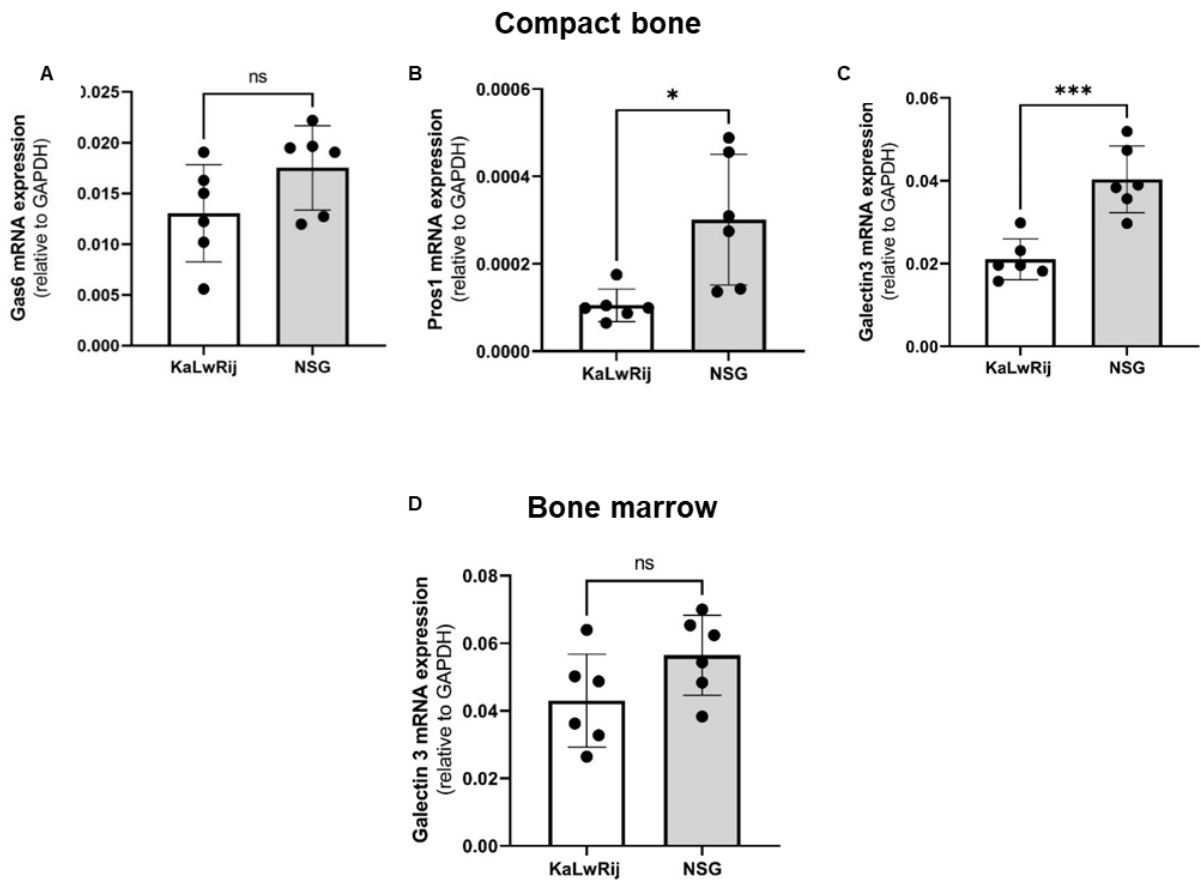 Compact bone
A
ns
Gas6 mRNA expression
(relative to GAPDH)
0.025
0.020
0.015
0.010
0.005
0.000
KaLwRij
NSG
B
*
Pros1 mRNA expression
(relative to GAPDH)
0.0006
0.0004
0.0002
0.0000
KaLwRij
NSG
C
***
Galectin3 mRNA expression
(relative to GAPDH)
0.06
0.04
0.02
0.00
KaLwRij
NSG
D
Bone marrow
ns
Galectin 3 mRNA expression
(relative to GAPDH)
0.08
0.06
0.04
0.02
0.00
KaLwRij
NSG